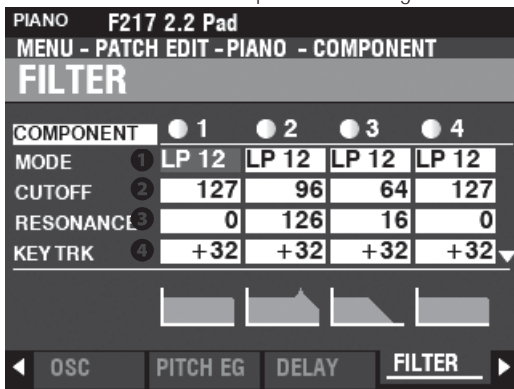 PIANO F217 2.2 Pad
MENU - PATCH EDIT - PIANO - COMPONENT
FILTER
COMPONENT 1 2 3 4
MODE 1 LP 12 LP 12 LP 12 LP 12
CUTOFF 2 127 96 64 127
RESONANCE 3 0 126 16 0
KEY TRK 4 +32 +32 +32 +32
OSC PITCH EG DELAY FILTER